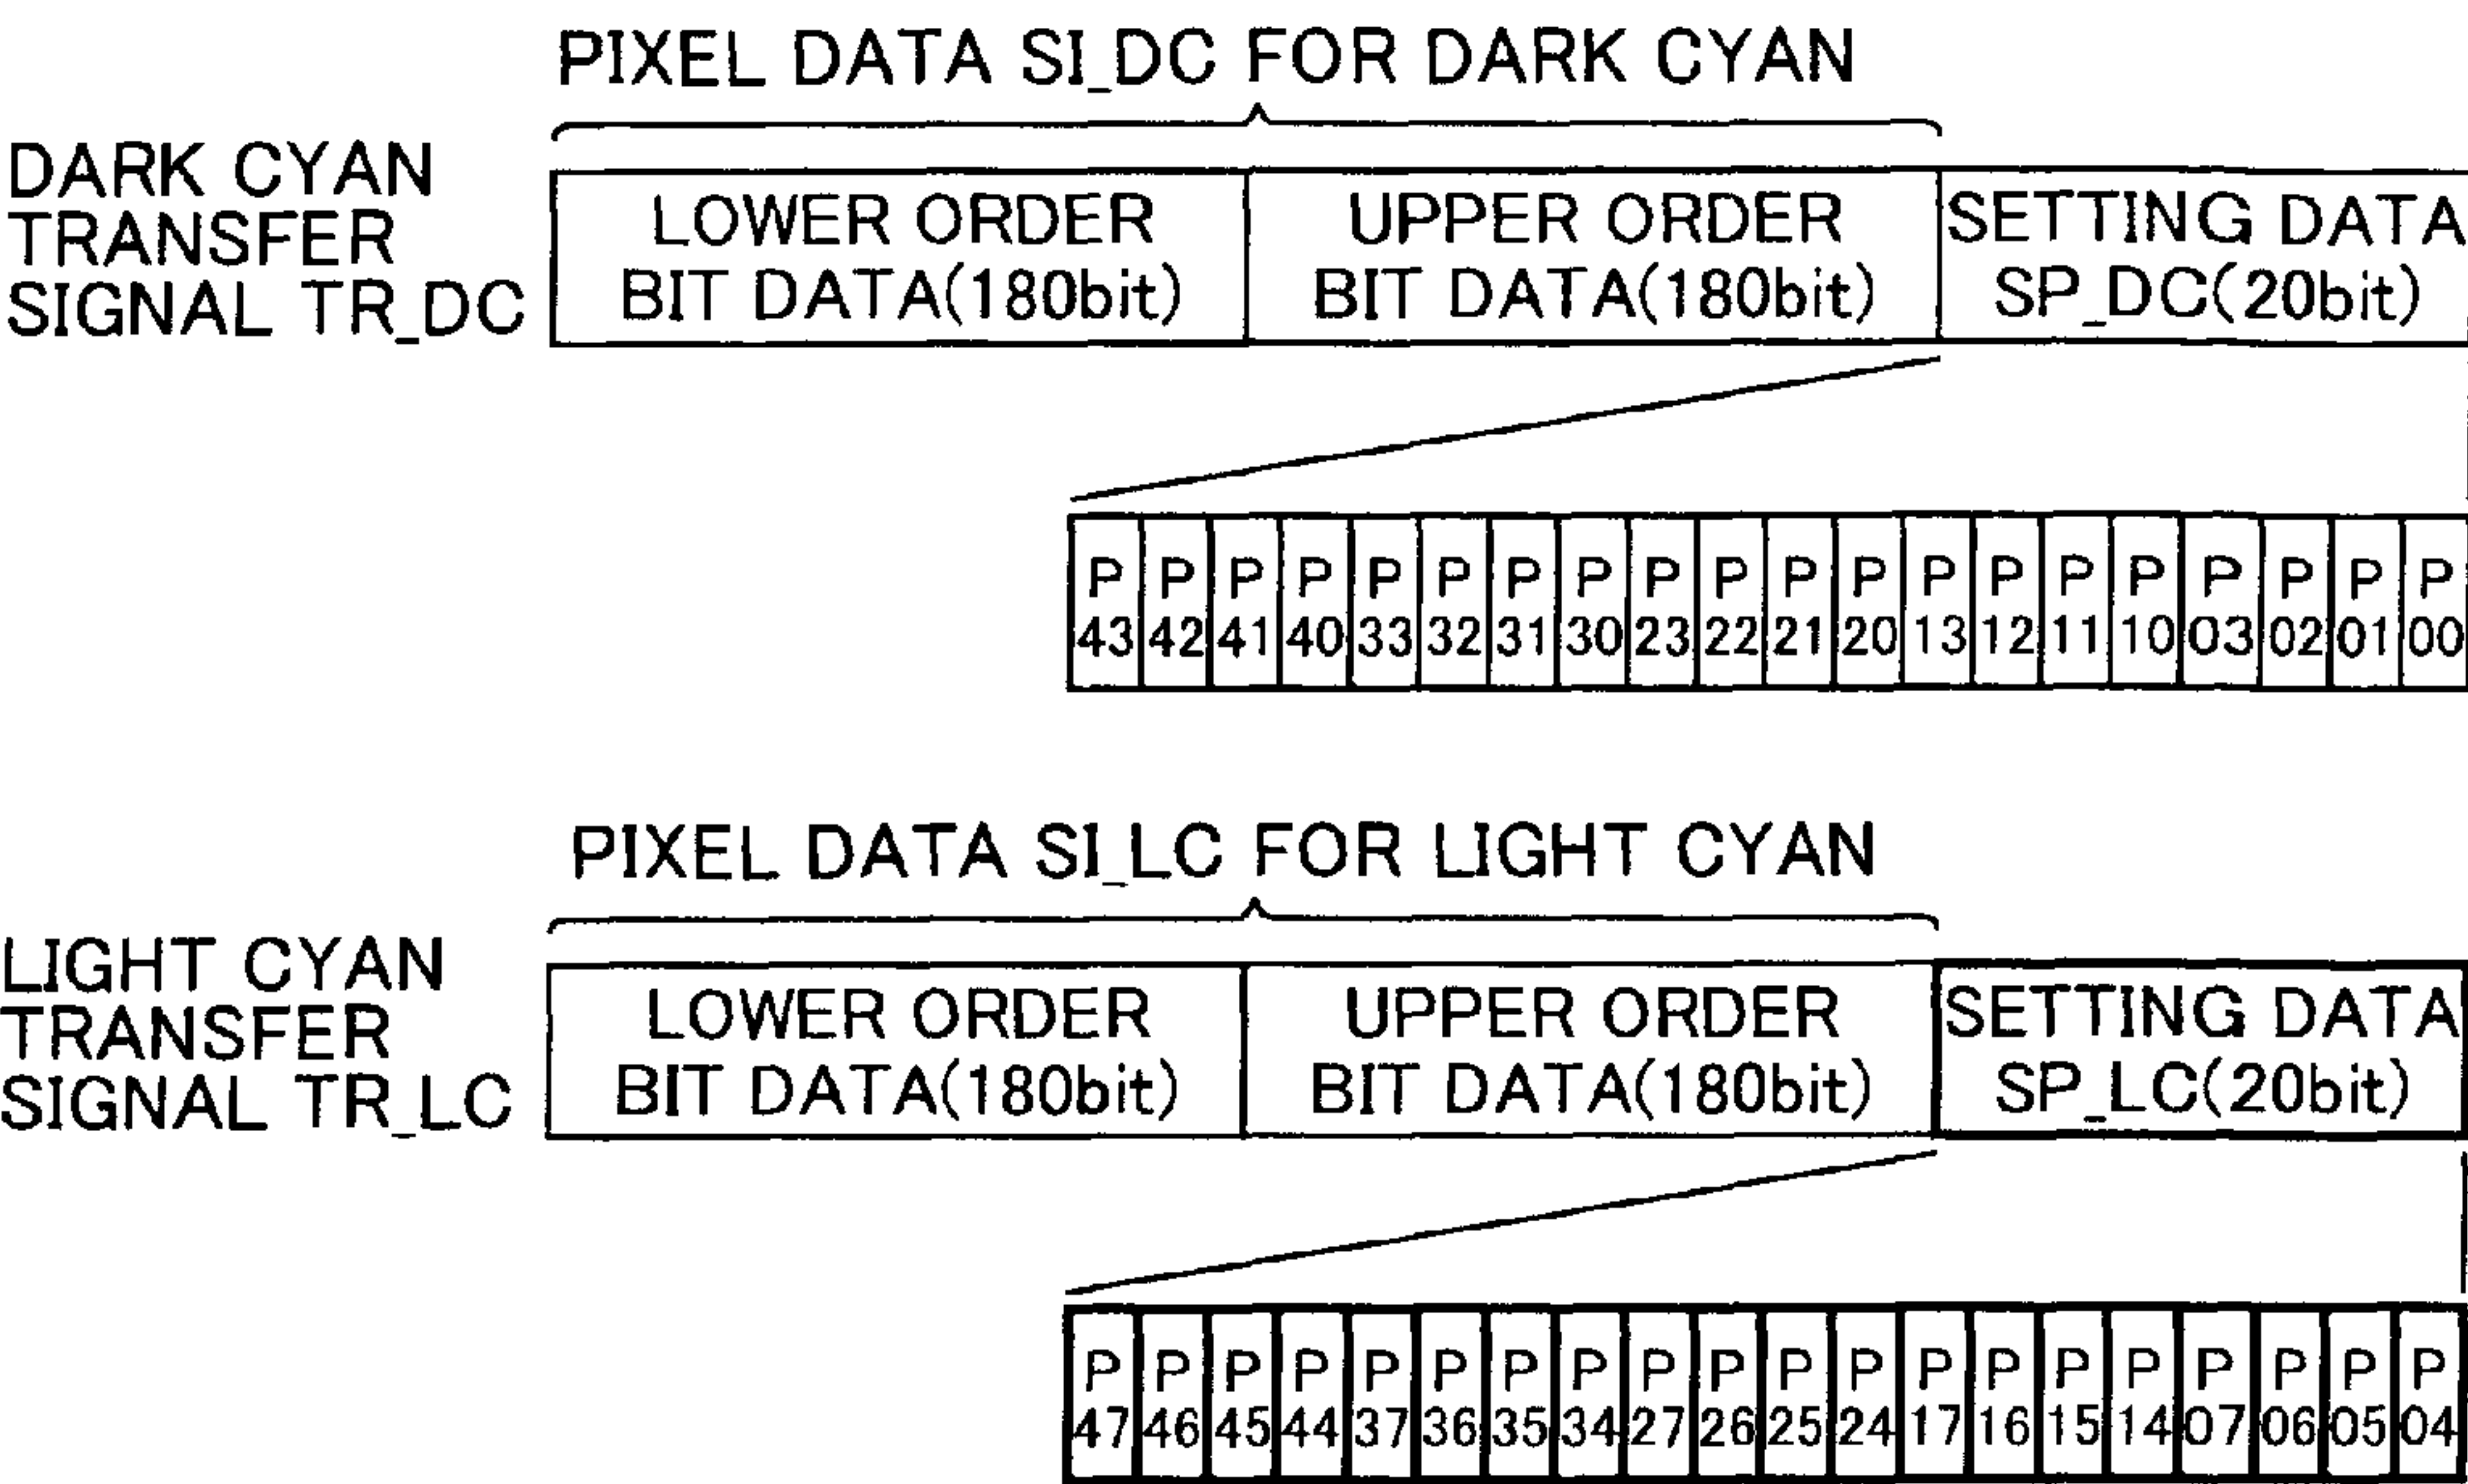 PIXEL DATA SI_DC FOR DARK CYAN
DARK CYAN
TRANSFER
SIGNAL TR_DC
LOWER ORDER
BIT DATA(180bit)
UPPER ORDER
BIT DATA(180bit)
SETTING DATA
SP_DC(20bit)
P P P P P P P P P P P P P P P P P P P P
43 42 41 40 33 32 31 30 23 22 21 20 13 12 11 10 03 02 01 00
PIXEL DATA SI_LC FOR LIGHT CYAN
LIGHT CYAN
TRANSFER
SIGNAL TR_LC
LOWER ORDER
BIT DATA(180bit)
UPPER ORDER
BIT DATA(180bit)
SETTING DATA
SP_LC(20bit)
P P P P P P P P P P P P P P P P P P P P
47 46 45 44 37 36 35 34 27 26 25 24 17 16 15 14 07 06 05 04